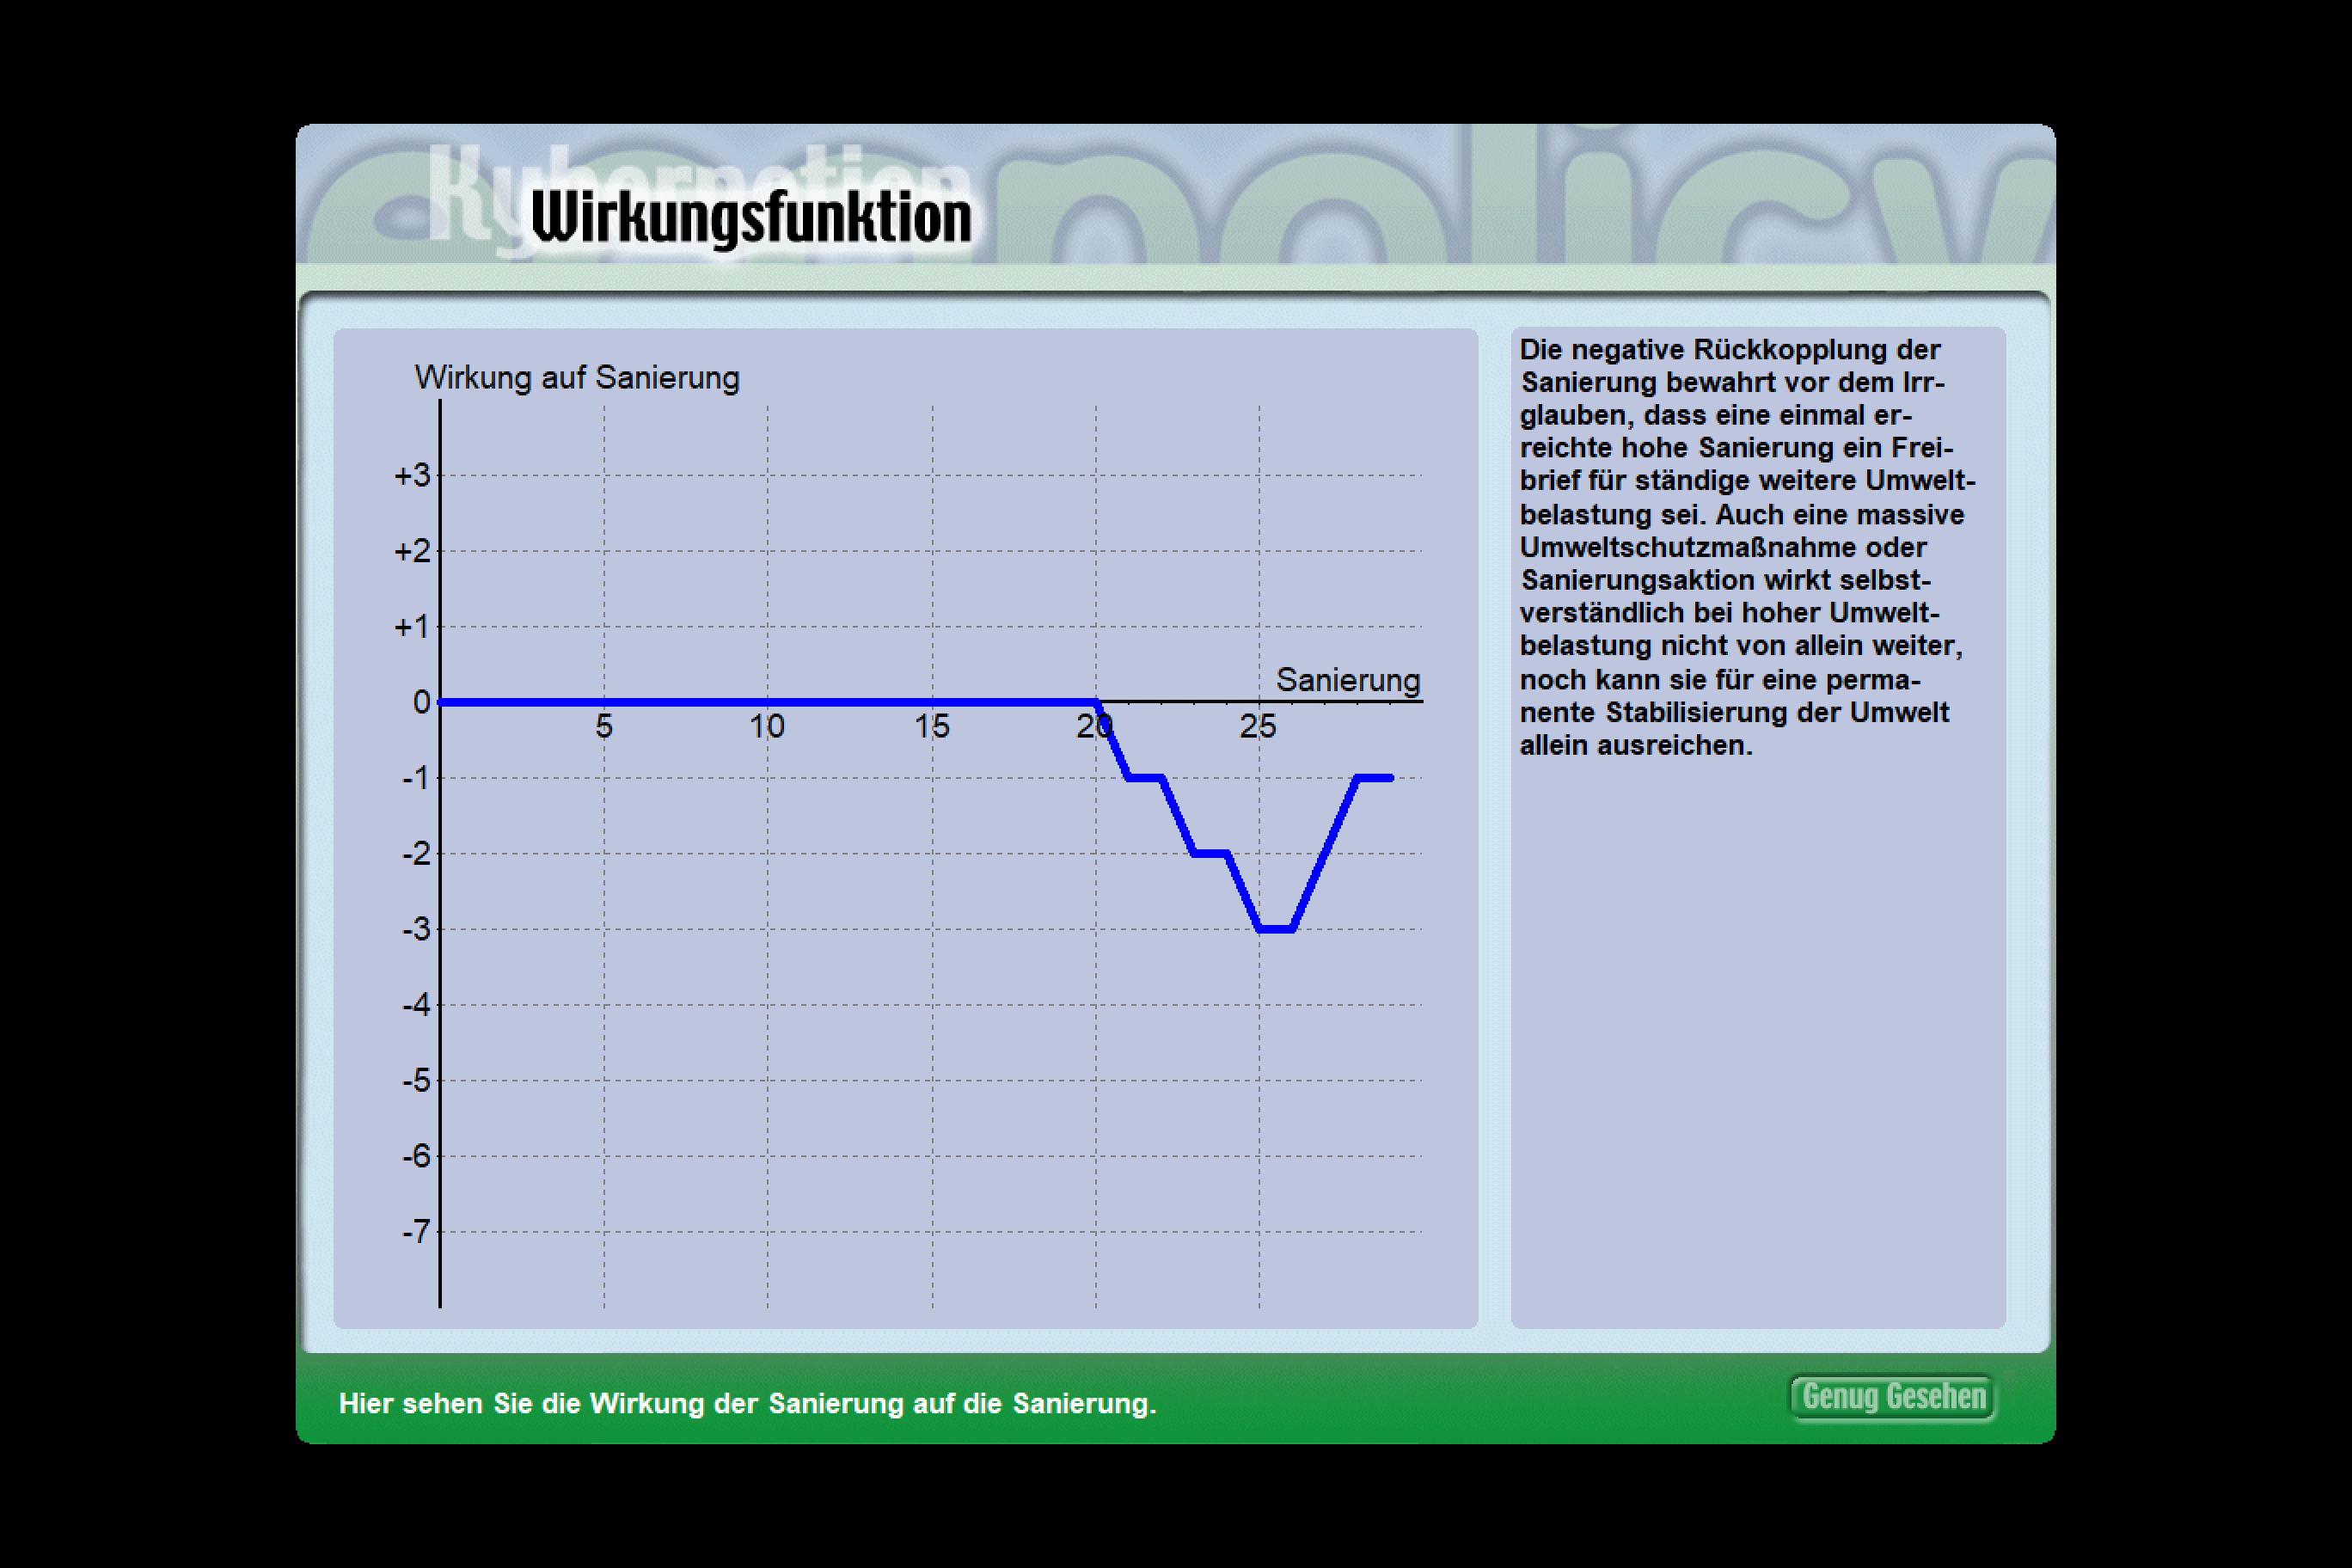 Kybernetien
ecopolicy
Wirkungsfunktion
Wirkung auf Sanierung
+3
+2
+1
Sanierung
0
5 10 15 20 25
-1
-2
-3
-4
-5
-6
-7
Die negative Rückkopplung der
Sanierung bewahrt vor dem Irr-
glauben, dass eine einmal er-
reichte hohe Sanierung ein Frei-
brief für ständige weitere Umwelt-
belastung sei. Auch eine massive
Umweltschutzmaßnahme oder
Sanierungsaktion wirkt selbst-
verständlich bei hoher Umwelt-
belastung nicht von allein weiter,
noch kann sie für eine perma-
nente Stabilisierung der Umwelt
allein ausreichen.
Hier sehen Sie die Wirkung der Sanierung auf die Sanierung.
Genug Gesehen